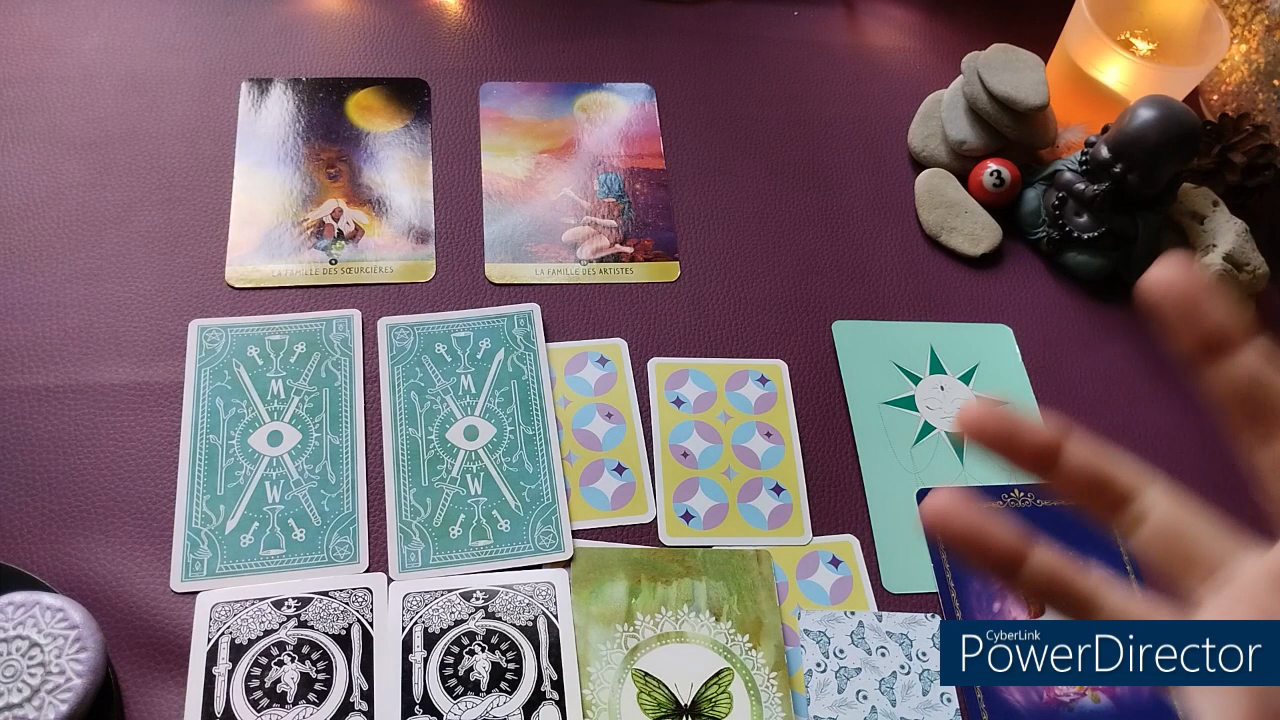 LA FAMILLE DES SŒURCIÈRES
LA FAMILLE DES ARTISTES
M
W
M
W
3
CyberLink
PowerDirector